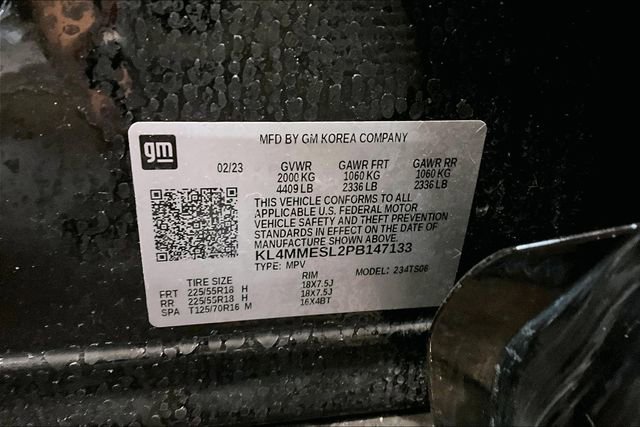 gm
MFD BY GM KOREA COMPANY
02/23 GVWR GAWR FRT GAWR RR
2000 KG 1060 KG 1060 KG
4409 LB 2336 LB 2336 LB
THIS VEHICLE CONFORMS TO ALL
APPLICABLE U.S. FEDERAL MOTOR
VEHICLE SAFETY AND THEFT PREVENTION
STANDARDS IN EFFECT ON THE DATE OF
MANUFACTURE SHOWN ABOVE.
KL4MMESL2PB147133
TYPE: MPV MODEL: 234TS06
TIRE SIZE RIM
FRT 225/55R18 H 18X7.5J
RR 225/55R18 H 18X7.5J
SPA T125/70R16 M 16X4BT